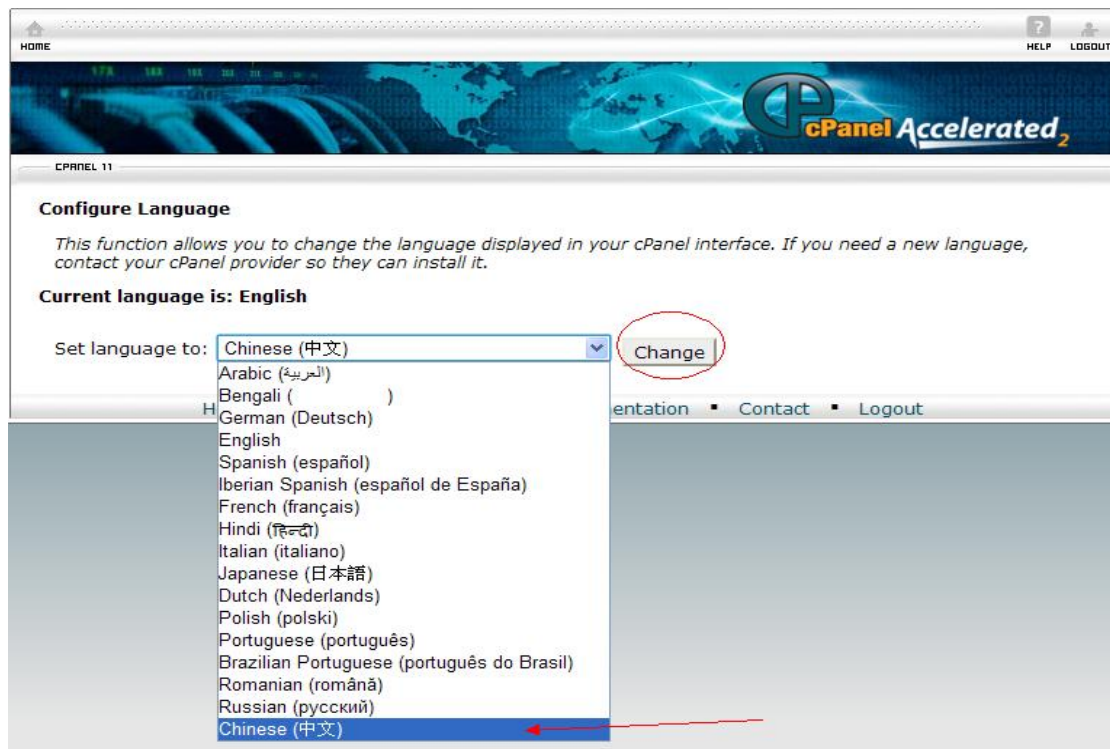 HOME
HELP LOGOUT
cPanel Accelerated 2
CPANEL 11
Configure Language
This function allows you to change the language displayed in your cPanel interface. If you need a new language,
contact your cPanel provider so they can install it.
Current language is: English
Set language to: Chinese (中文) Change
Arabic (العربية)
Bengali ( )
German (Deutsch)
English
Spanish (español)
Iberian Spanish (español de España)
French (français)
Hindi (हिन्दी)
Italian (italiano)
Japanese (日本語)
Dutch (Nederlands)
Polish (polski)
Portuguese (português)
Brazilian Portuguese (português do Brasil)
Romanian (română)
Russian (русский)
Chinese (中文)
▪ Contact ▪ Logout